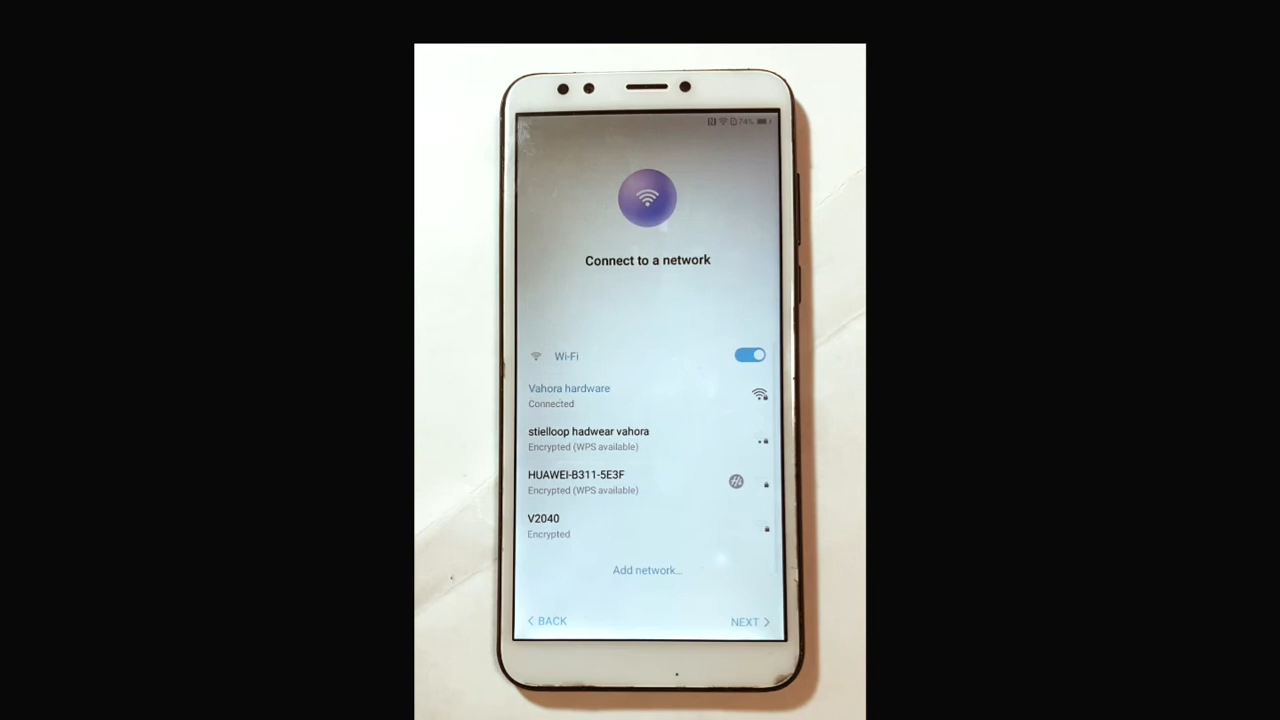 74%
Connect to a network
Wi-Fi
Vahora hardware
Connected
stielloop hadwear vahora
Encrypted (WPS available)
HUAWEI-B311-5E3F
Encrypted (WPS available)
V2040
Encrypted
Add network...
BACK
NEXT